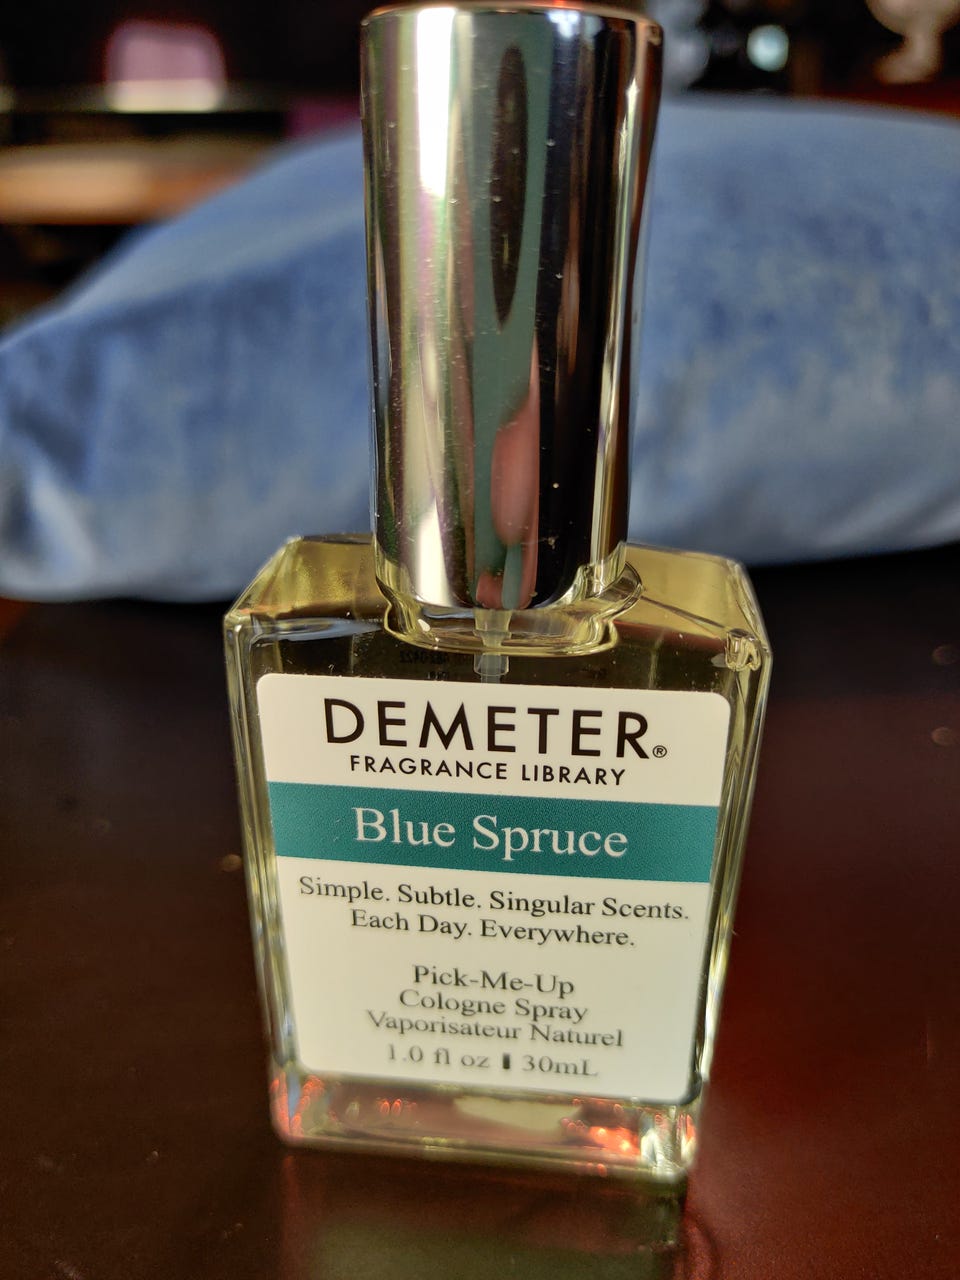 DEMETER®
FRAGRANCE LIBRARY
Blue Spruce
Simple. Subtle. Singular Scents.
Each Day. Everywhere.
Pick-Me-Up
Cologne Spray
Vaporisateur Naturel
1.0 fl oz ▮ 30mL